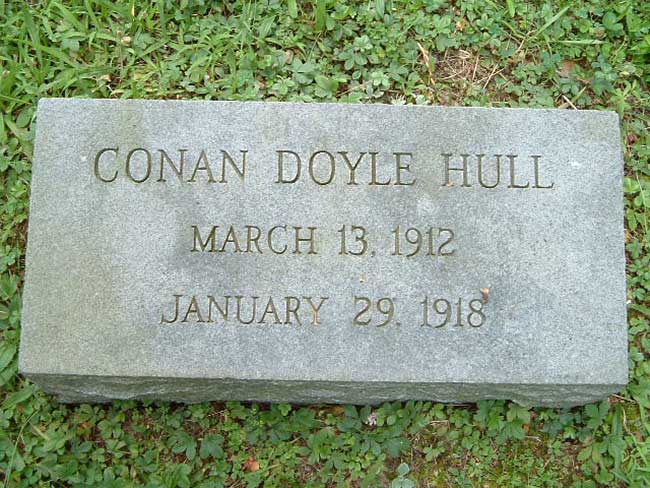 CONAN DOYLE HULL
MARCH 13, 1912
JANUARY 29, 1918